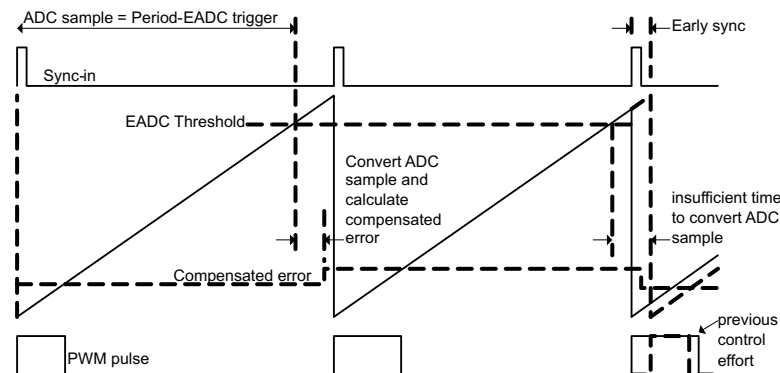 ADC sample = Period-EADC trigger
Early sync
Sync-in
EADC Threshold
Convert ADC
sample and
calculate
compensated
error
insufficient time
to convert ADC
sample
Compensated error
PWM pulse
previous
control
effort